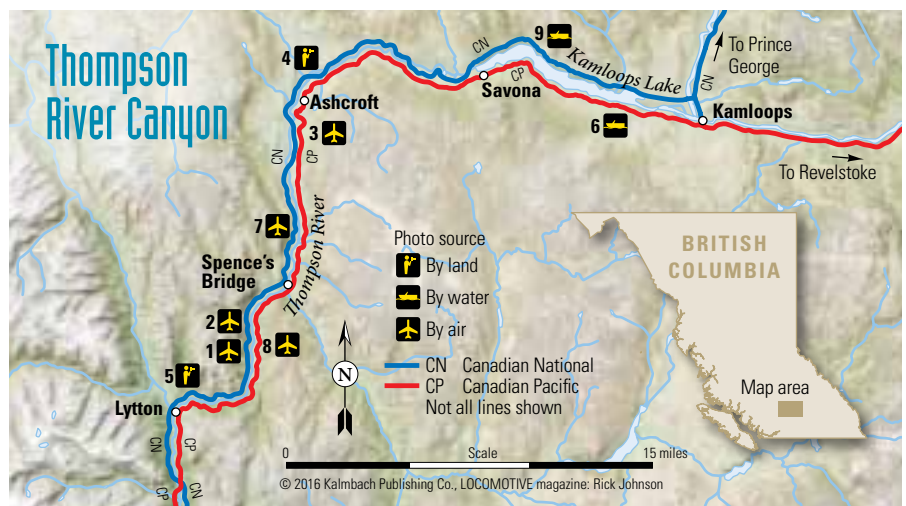 Thompson
River Canyon
4
CN
9
Kamloops Lake
To Prince
George
CN
CP
Savona
Ashcroft
Kamloops
3
6
CN
CP
To Revelstoke
7
Thompson River
Spence's
Bridge
2
1
8
5
Lytton
CN
CP
CP
CN
Photo source
By land
By water
By air
N
CN Canadian National
CP Canadian Pacific
Not all lines shown
BRITISH
COLUMBIA
Map area
0 Scale 15 miles
© 2016 Kalmbach Publishing Co., LOCOMOTIVE magazine: Rick Johnson